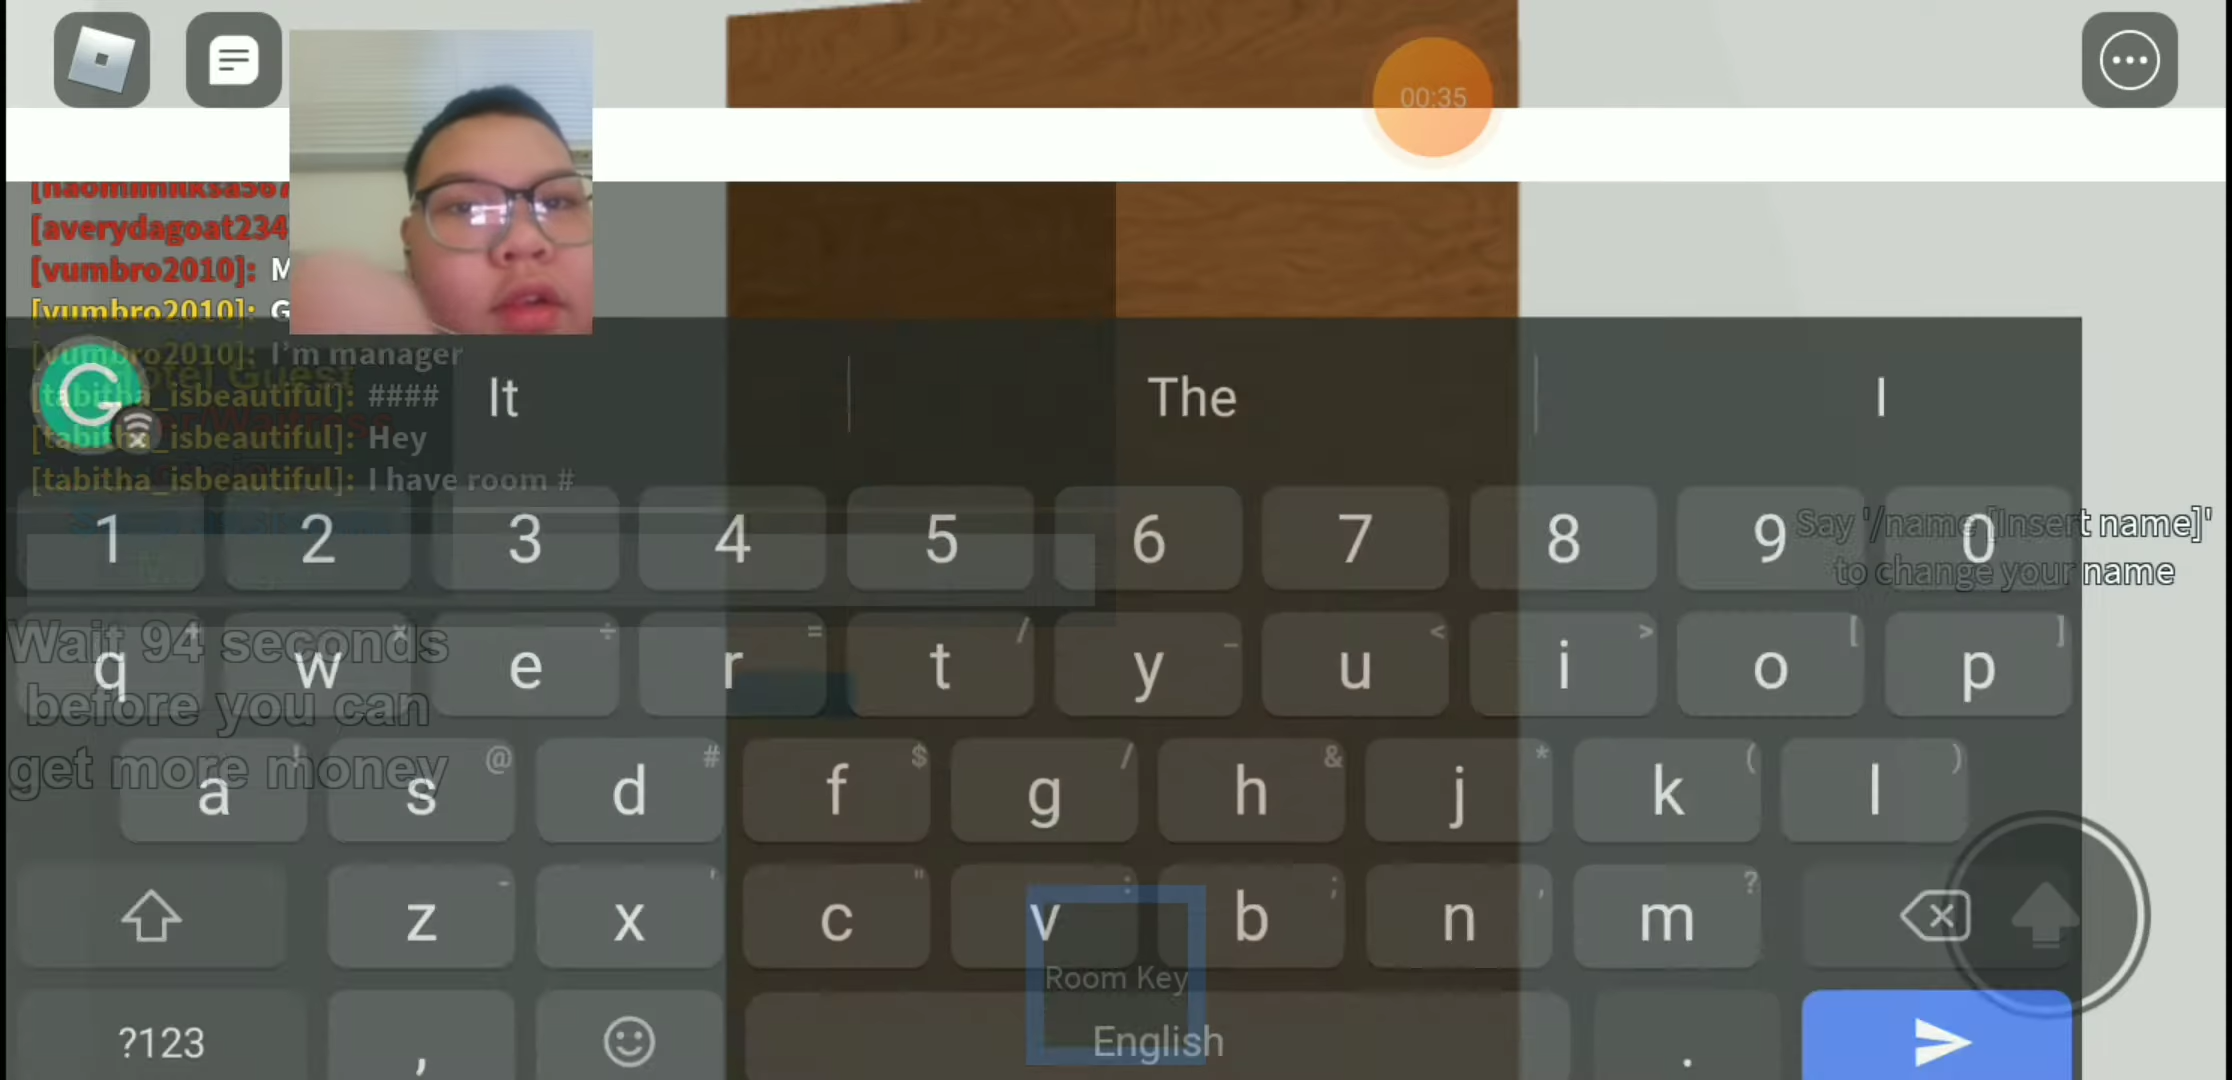 00:35
[averydagoat234
[vumbro2010]: M
[vumbro2010]: G
[vumbro2010]: I'm manager
[tabitha_isbeautiful]: ####
[tabitha_isbeautiful]: Hey
[tabitha_isbeautiful]: I have room #
It The I
1 2 3 4 5 6 7 8 9 0
Say '/name [Insert name]'
to change your name
Wait 94 seconds
before you can
get more money
q w e r t y u i o p
a s d f g h j k l
z x c v b n m
Room Key
?123 , English .